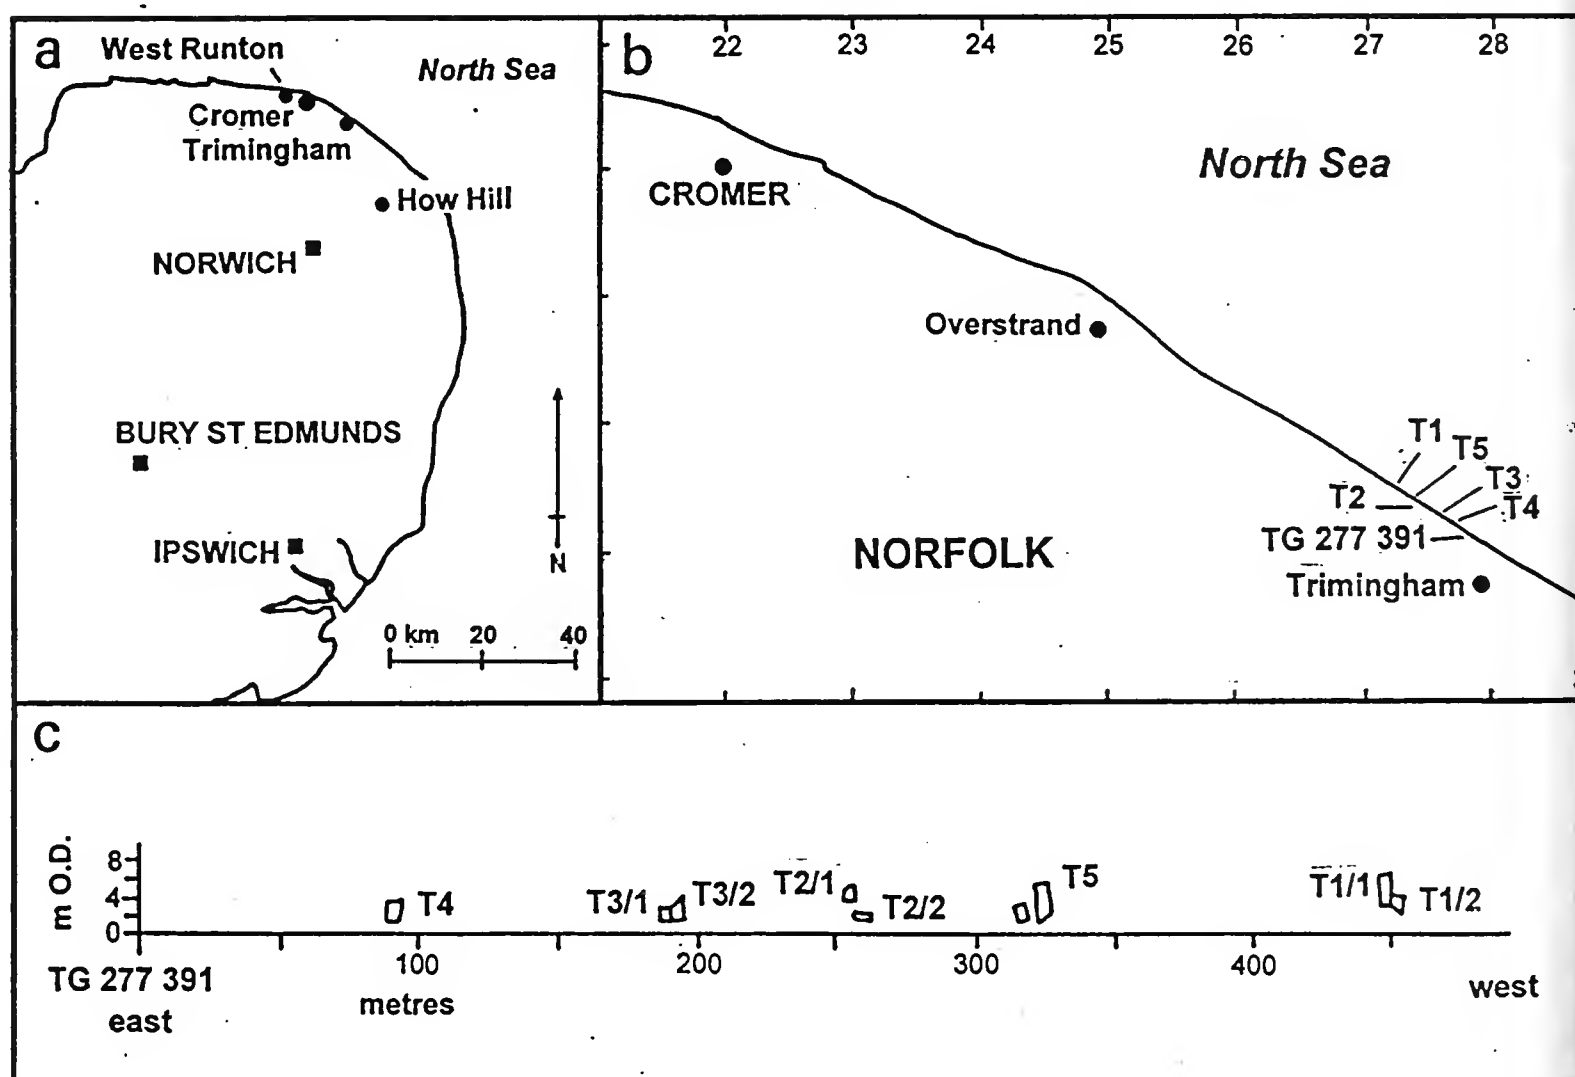 a
West Runton
North Sea
Cromer
Trimingham
How Hill
NORWICH
BURY ST EDMUNDS
IPSWICH
N
0 km 20 40
b
22 23 24 25 26 27 28
North Sea
CROMER
Overstrand
T1
T5
T3
T2
T4
TG 277 391
NORFOLK
Trimingham
c
m O.D.
8
4
0
T4
T3/1
T3/2
T2/1
T2/2
T5
T1/1
T1/2
100 200 300 400
TG 277 391
east
metres
west